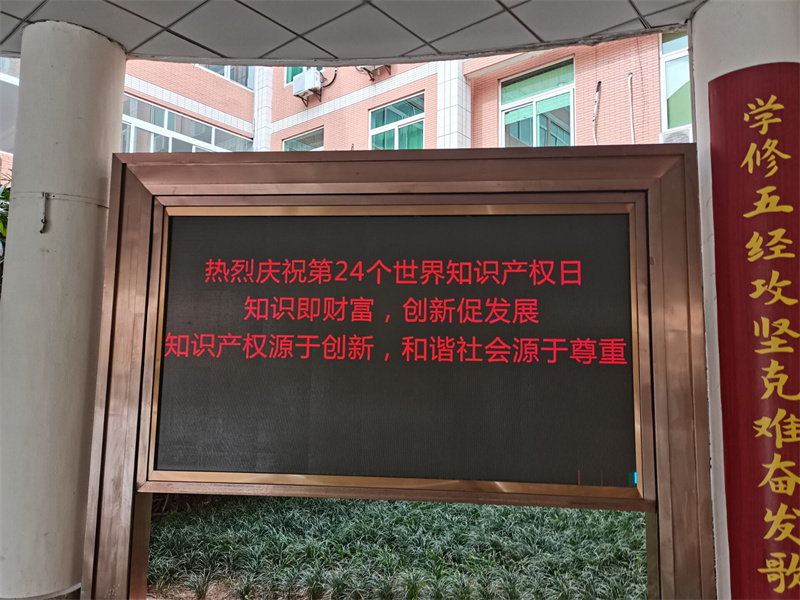 热烈庆祝第24个世界知识产权日
知识即财富，创新促发展
知识产权源于创新，和谐社会源于尊重
学修五经攻坚克难奋发歌